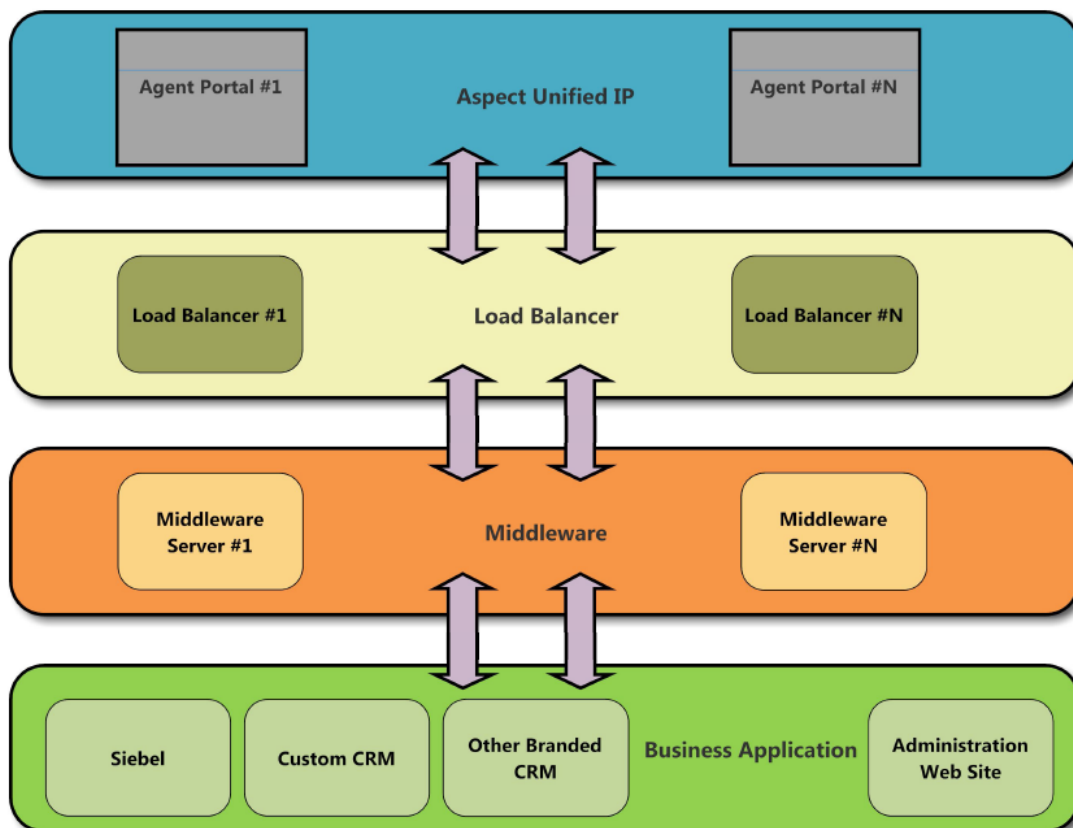 Agent Portal #1
Aspect Unified IP
Agent Portal #N
Load Balancer #1
Load Balancer
Load Balancer #N
Middleware
Server #1
Middleware
Middleware
Server #N
Siebel
Custom CRM
Other Branded
CRM
Business Application
Administration
Web Site